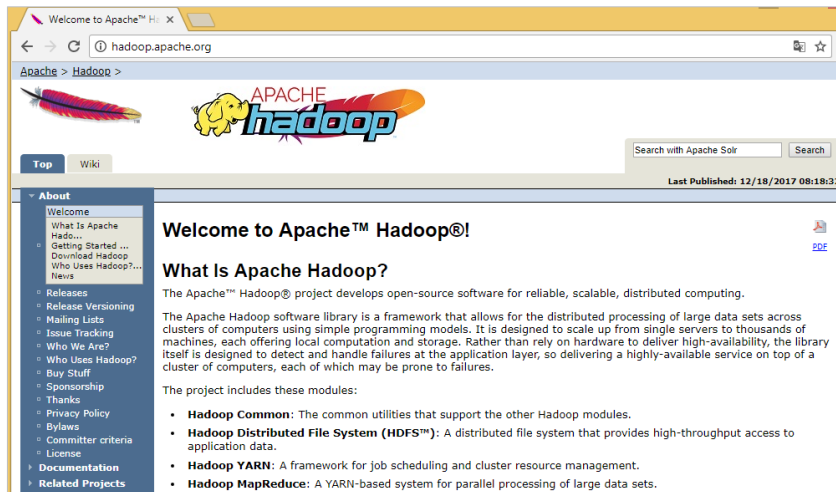 Welcome to Apache™ Ha
hadoop.apache.org
Apache > Hadoop >
TM
APACHE
hadoop
Search with Apache Solr Search
Top Wiki
Last Published: 12/18/2017 08:18:3
About
Welcome
What Is Apache
Hado...
Getting Started ...
Download Hadoop
Who Uses Hadoop?...
News
Releases
Release Versioning
Mailing Lists
Issue Tracking
Who We Are?
Who Uses Hadoop?
Buy Stuff
Sponsorship
Thanks
Privacy Policy
Bylaws
Committer criteria
License
Documentation
Related Projects
Welcome to Apache™ Hadoop®!
PDF
What Is Apache Hadoop?
The Apache™ Hadoop® project develops open-source software for reliable, scalable, distributed computing.
The Apache Hadoop software library is a framework that allows for the distributed processing of large data sets across
clusters of computers using simple programming models. It is designed to scale up from single servers to thousands of
machines, each offering local computation and storage. Rather than rely on hardware to deliver high-availability, the library
itself is designed to detect and handle failures at the application layer, so delivering a highly-available service on top of a
cluster of computers, each of which may be prone to failures.
The project includes these modules:
• Hadoop Common: The common utilities that support the other Hadoop modules.
• Hadoop Distributed File System (HDFS™): A distributed file system that provides high-throughput access to
application data.
• Hadoop YARN: A framework for job scheduling and cluster resource management.
• Hadoop MapReduce: A YARN-based system for parallel processing of large data sets.